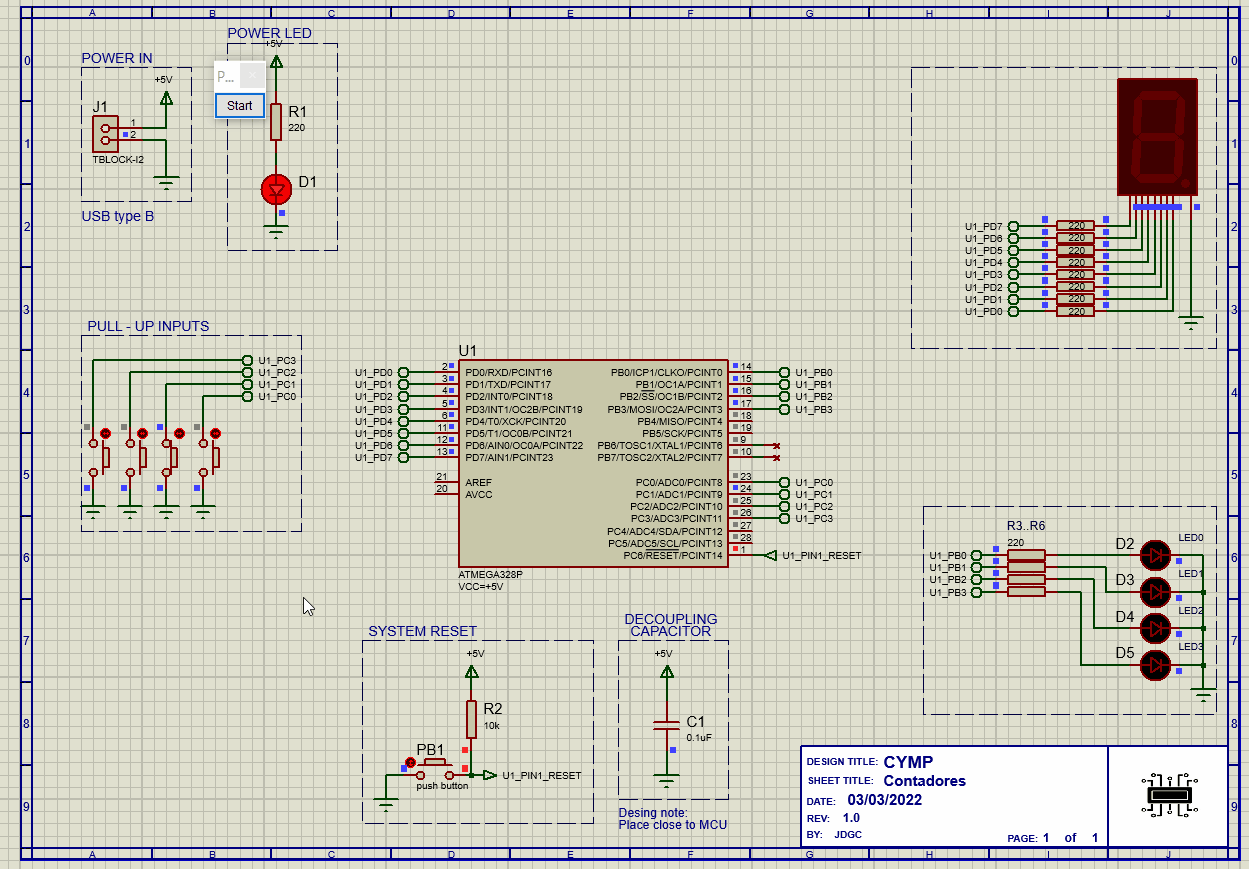 A B C D E F G H I J
0
1
2
3
4
5
6
7
8
9
POWER IN
+5V
J1
1
2
TBLOCK-I2
USB type B
POWER LED
+5V
P...
Start
R1
220
D1
U1_PD7 220
U1_PD6 220
U1_PD5 220
U1_PD4 220
U1_PD3 220
U1_PD2 220
U1_PD1 220
U1_PD0 220
PULL - UP INPUTS
U1_PC3
U1_PC2
U1_PC1
U1_PC0
U1
U1_PD0 2 PD0/RXD/PCINT16 PB0/ICP1/CLKO/PCINT0 14 U1_PB0
U1_PD1 3 PD1/TXD/PCINT17 PB1/OC1A/PCINT1 15 U1_PB1
U1_PD2 4 PD2/INT0/PCINT18 PB2/SS/OC1B/PCINT2 16 U1_PB2
U1_PD3 5 PD3/INT1/OC2B/PCINT19 PB3/MOSI/OC2A/PCINT3 17 U1_PB3
U1_PD4 6 PD4/T0/XCK/PCINT20 PB4/MISO/PCINT4 18
U1_PD5 11 PD5/T1/OC0B/PCINT21 PB5/SCK/PCINT5 19
U1_PD6 12 PD6/AIN0/OC0A/PCINT22 PB6/TOSC1/XTAL1/PCINT6 9
U1_PD7 13 PD7/AIN1/PCINT23 PB7/TOSC2/XTAL2/PCINT7 10
21 AREF PC0/ADC0/PCINT8 23 U1_PC0
20 AVCC PC1/ADC1/PCINT9 24 U1_PC1
PC2/ADC2/PCINT10 25 U1_PC2
PC3/ADC3/PCINT11 26 U1_PC3
PC4/ADC4/SDA/PCINT12 27
PC5/ADC5/SCL/PCINT13 28
PC6/RESET/PCINT14 1 U1_PIN1_RESET
ATMEGA328P
VCC=+5V
R3..R6
220
U1_PB0
U1_PB1
U1_PB2
U1_PB3
D2 LED0
D3 LED1
D4 LED2
D5 LED3
SYSTEM RESET
+5V
R2
10k
PB1
push button
U1_PIN1_RESET
DECOUPLING
CAPACITOR
+5V
C1
0.1uF
Desing note:
Place close to MCU
DESIGN TITLE: CYMP
SHEET TITLE: Contadores
DATE: 03/03/2022
REV: 1.0
BY: JDGC
PAGE: 1 of 1
0
1
2
3
4
5
6
7
8
9
A B C D E F G H I J